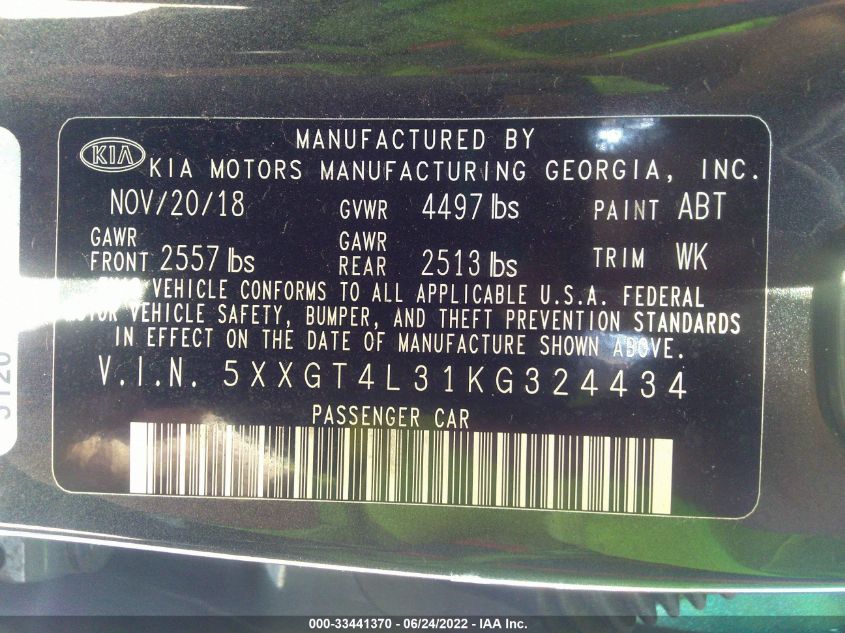 MANUFACTURED BY
KIA KIA MOTORS MANUFACTURING GEORGIA, INC.
NOV/20/18 GVWR 4497 lbs PAINT ABT
GAWR FRONT 2557 lbs GAWR REAR 2513 lbs TRIM WK
VEHICLE CONFORMS TO ALL APPLICABLE U.S.A. FEDERAL
VEHICLE SAFETY, BUMPER, AND THEFT PREVENTION STANDARDS
IN EFFECT ON THE DATE OF MANUFACTURE SHOWN ABOVE.
V.I.N. 5XXGT4L31KG324434
PASSENGER CAR
000-33441370 - 06/24/2022 - IAA Inc.